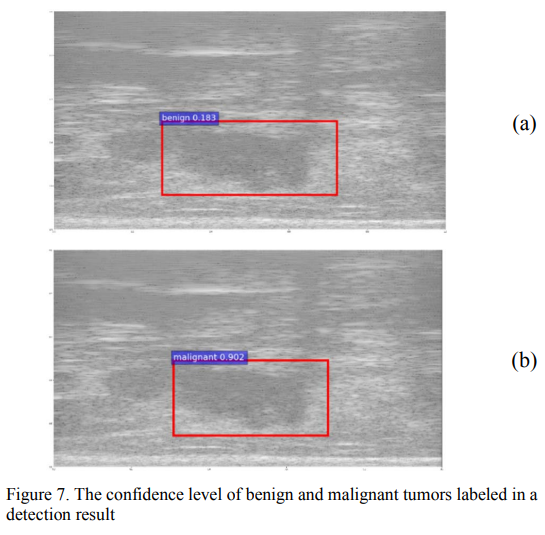 benign 0.183
(a)
malignant 0.902
(b)
Figure 7. The confidence level of benign and malignant tumors labeled in a
detection result